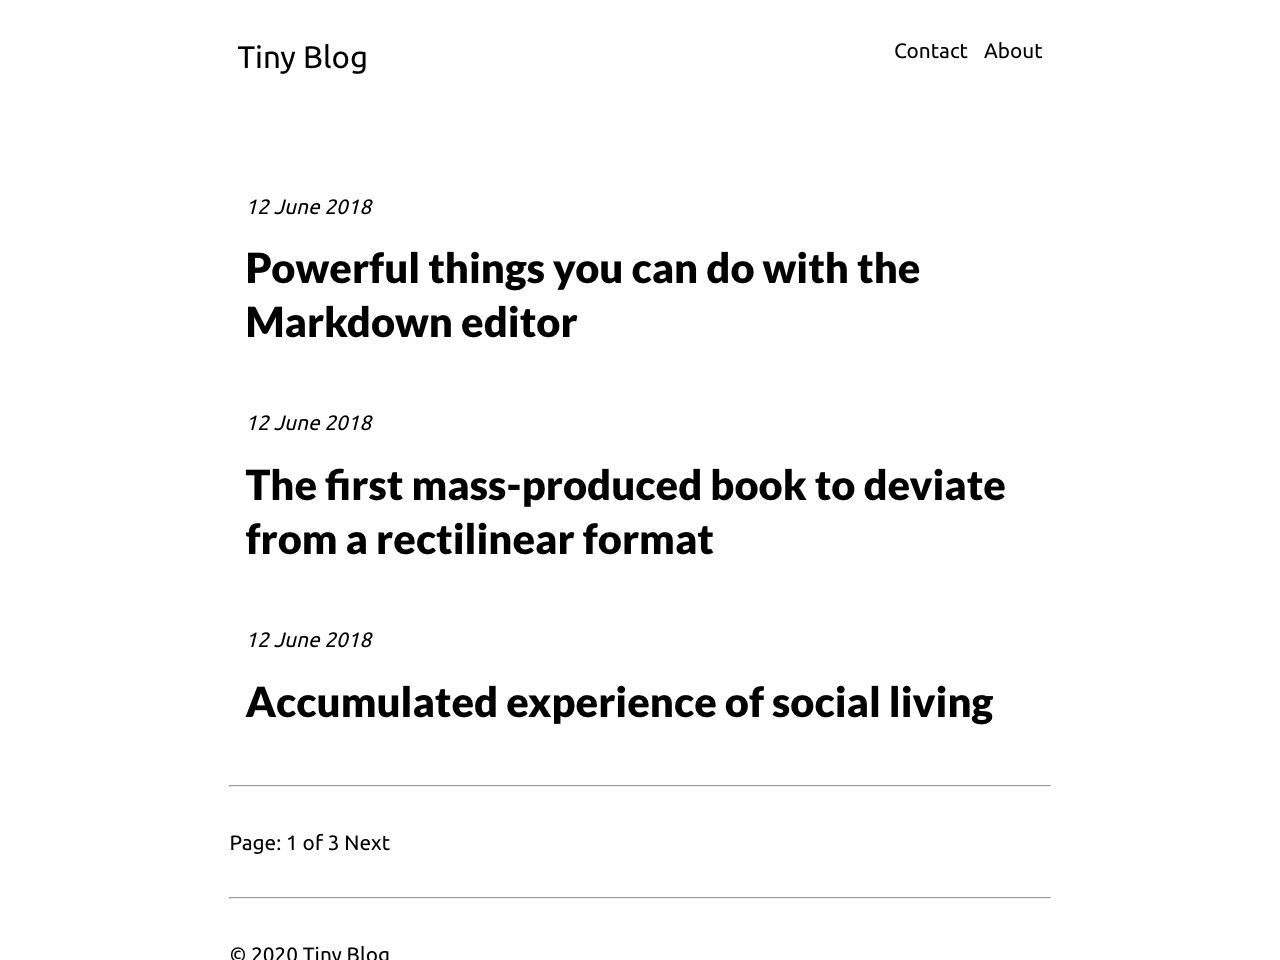 Tiny Blog
Contact About
12 June 2018
Powerful things you can do with the
Markdown editor
12 June 2018
The first mass-produced book to deviate
from a rectilinear format
12 June 2018
Accumulated experience of social living
Page: 1 of 3 Next
© 2020 Tiny Blog